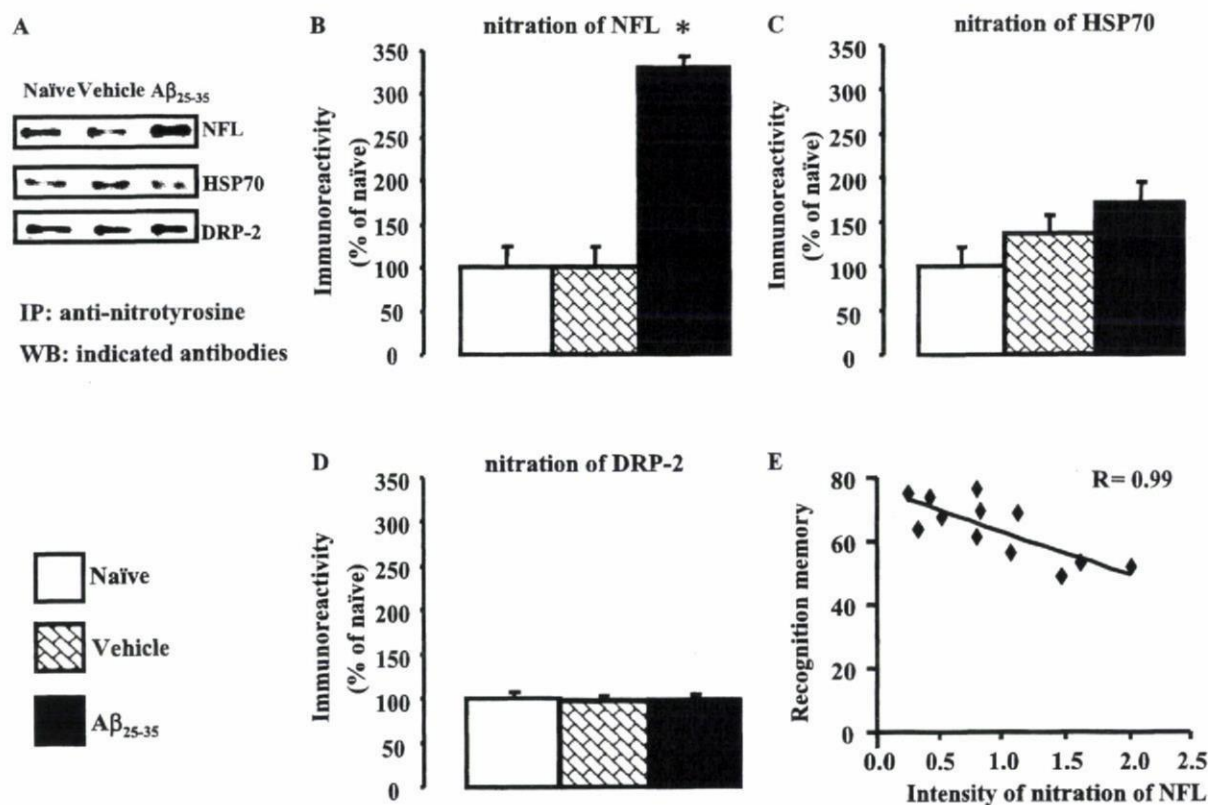 A
Naïve Vehicle Aβ25-35
NFL
HSP70
DRP-2
IP: anti-nitrotyrosine
WB: indicated antibodies
B
nitration of NFL *
Immunoreactivity
(% of naïve)
350
300
250
200
150
100
50
0
C
nitration of HSP70
Immunoreactivity
(% of naïve)
350
300
250
200
150
100
50
0
Naïve
Vehicle
Aβ25-35
D
nitration of DRP-2
Immunoreactivity
(% of naïve)
350
300
250
200
150
100
50
0
E
R= 0.99
Recognition memory
80
60
40
20
0
0.0 0.5 1.0 1.5 2.0 2.5
Intensity of nitration of NFL